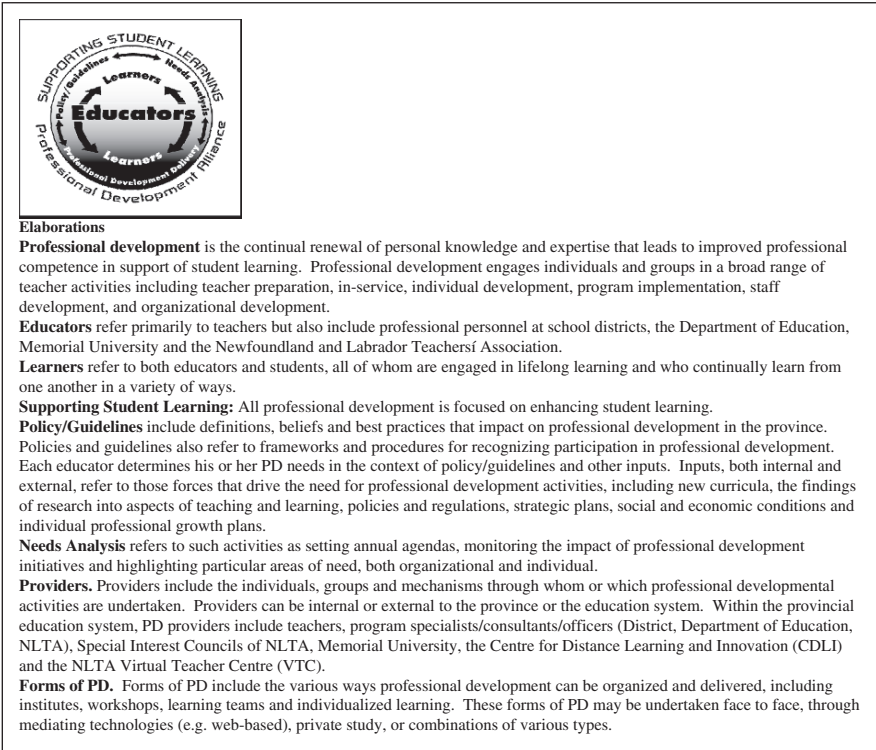 SUPPORTING STUDENT LEARNING
Policy/Guidelines
Needs Analysis
Learners
Educators
Learners
Professional Development Delivery
Professional Development Alliance
Elaborations
Professional development is the continual renewal of personal knowledge and expertise that leads to improved professional
competence in support of student learning.  Professional development engages individuals and groups in a broad range of
teacher activities including teacher preparation, in-service, individual development, program implementation, staff
development, and organizational development.
Educators refer primarily to teachers but also include professional personnel at school districts, the Department of Education,
Memorial University and the Newfoundland and Labrador Teachersí Association.
Learners refer to both educators and students, all of whom are engaged in lifelong learning and who continually learn from
one another in a variety of ways.
Supporting Student Learning: All professional development is focused on enhancing student learning.
Policy/Guidelines include definitions, beliefs and best practices that impact on professional development in the province.
Policies and guidelines also refer to frameworks and procedures for recognizing participation in professional development.
Each educator determines his or her PD needs in the context of policy/guidelines and other inputs.  Inputs, both internal and
external, refer to those forces that drive the need for professional development activities, including new curricula, the findings
of research into aspects of teaching and learning, policies and regulations, strategic plans, social and economic conditions and
individual professional growth plans.
Needs Analysis refers to such activities as setting annual agendas, monitoring the impact of professional development
initiatives and highlighting particular areas of need, both organizational and individual.
Providers. Providers include the individuals, groups and mechanisms through whom or which professional developmental
activities are undertaken.  Providers can be internal or external to the province or the education system.  Within the provincial
education system, PD providers include teachers, program specialists/consultants/officers (District, Department of Education,
NLTA), Special Interest Councils of NLTA, Memorial University, the Centre for Distance Learning and Innovation (CDLI)
and the NLTA Virtual Teacher Centre (VTC).
Forms of PD.  Forms of PD include the various ways professional development can be organized and delivered, including
institutes, workshops, learning teams and individualized learning.  These forms of PD may be undertaken face to face, through
mediating technologies (e.g. web-based), private study, or combinations of various types.